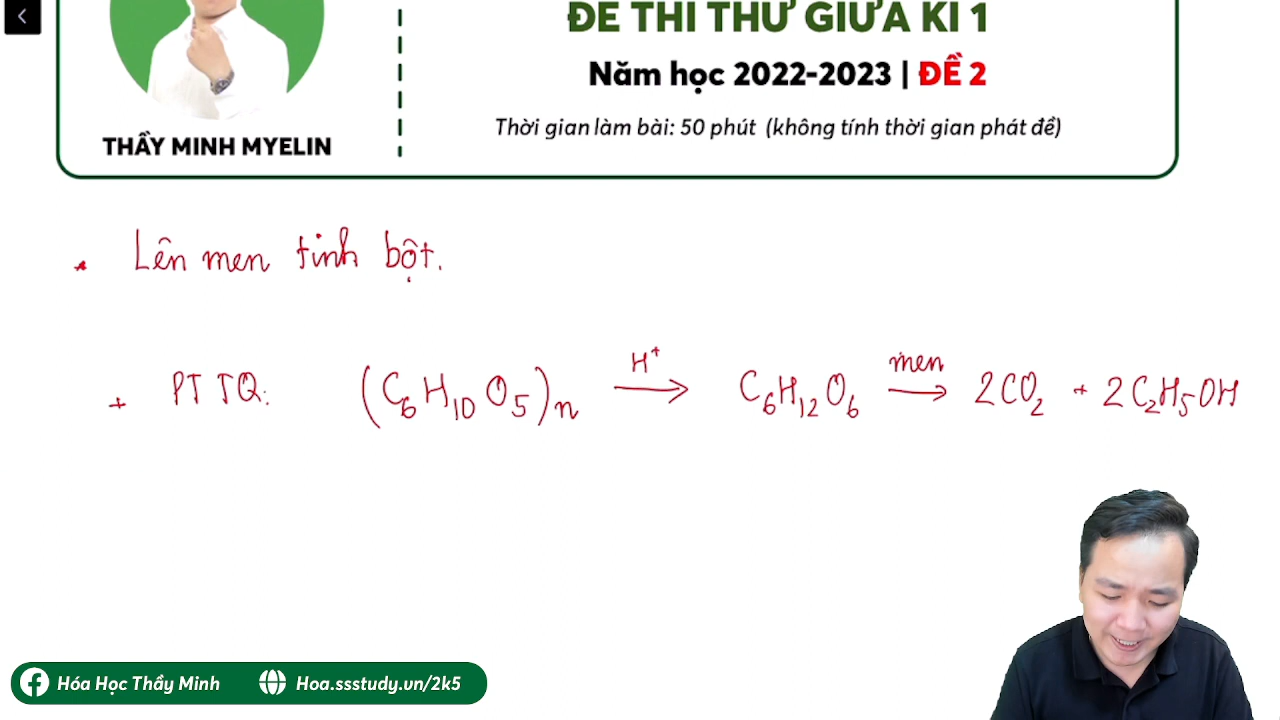 ĐỀ THI THỬ GIỮA KÌ 1
Năm học 2022-2023 | ĐỀ 2
Thời gian làm bài: 50 phút (không tính thời gian phát đề)
THẦY MINH MYELIN
Lên men tinh bột.
+ PT TQ: (C₆H₁₀O₅)ₙ H⁺ → C₆H₁₂O₆ men → 2CO₂ + 2C₂H₅OH
Hóa Học Thầy Minh Hoa.ssstudy.vn/2k5